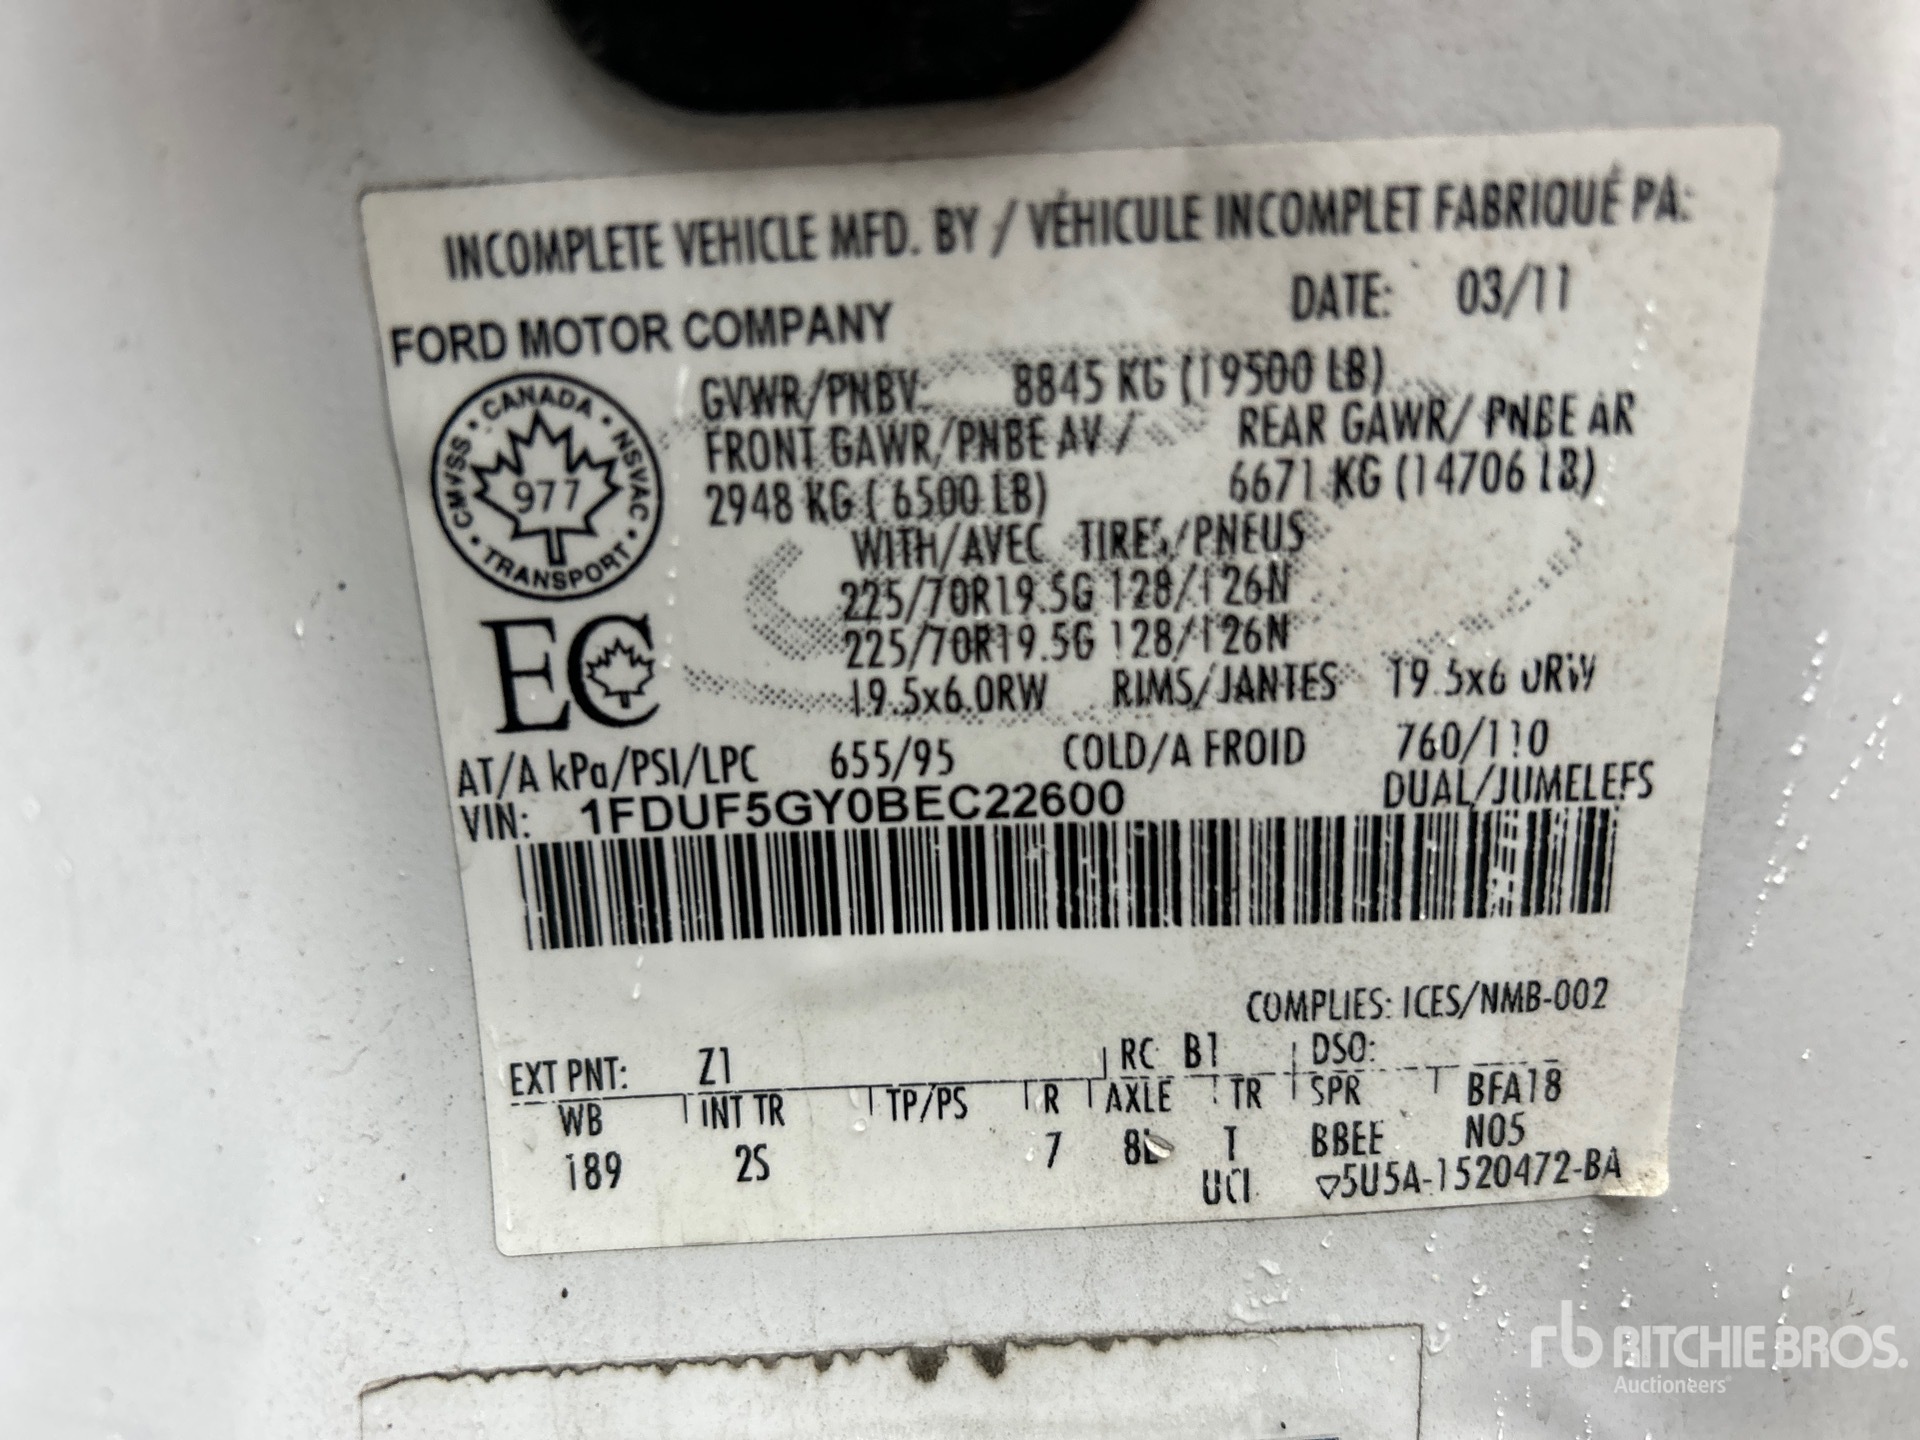 INCOMPLETE VEHICLE MFD. BY / VÉHICULE INCOMPLET FABRIQUÉ PA:
DATE: 03/11
FORD MOTOR COMPANY
GVWR/PNBV: 8845 KG (19500 LB)
FRONT GAWR/PNBE AV / REAR GAWR/ PNBE AR
2948 KG ( 6500 LB) 6671 KG (14706 LB)
WITH/AVEC TIRES/PNEUS
225/70R19.5G 128/126N
225/70R19.5G 128/126N
19.5x6.0RW RIMS/JANTES 19.5x6.0RW
AT/A kPa/PSI/LPC 655/95 COLD/A FROID 760/110
DUAL/JUMELEES
VIN: 1FDUF5GY0BEC22600
CANADA
CMVSS NSVAC
977
TRANSPORT
EC
COMPLIES: ICES/NMB-002
EXT PNT: Z1 RC B1 DSO:
WB INT TR TP/PS R AXLE TR SPR BFA18
189 2S 7 T BBEE N05
UCI ▽5U5A-1520472-BA
rb RITCHIE BROS.
Auctioneers